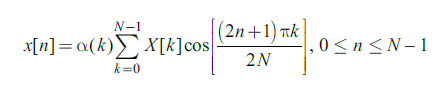 x[n] = α(k) ∑_{k=0}^{N−1} X[k] cos[(2n+1)πk / 2N], 0 ≤ n ≤ N−1